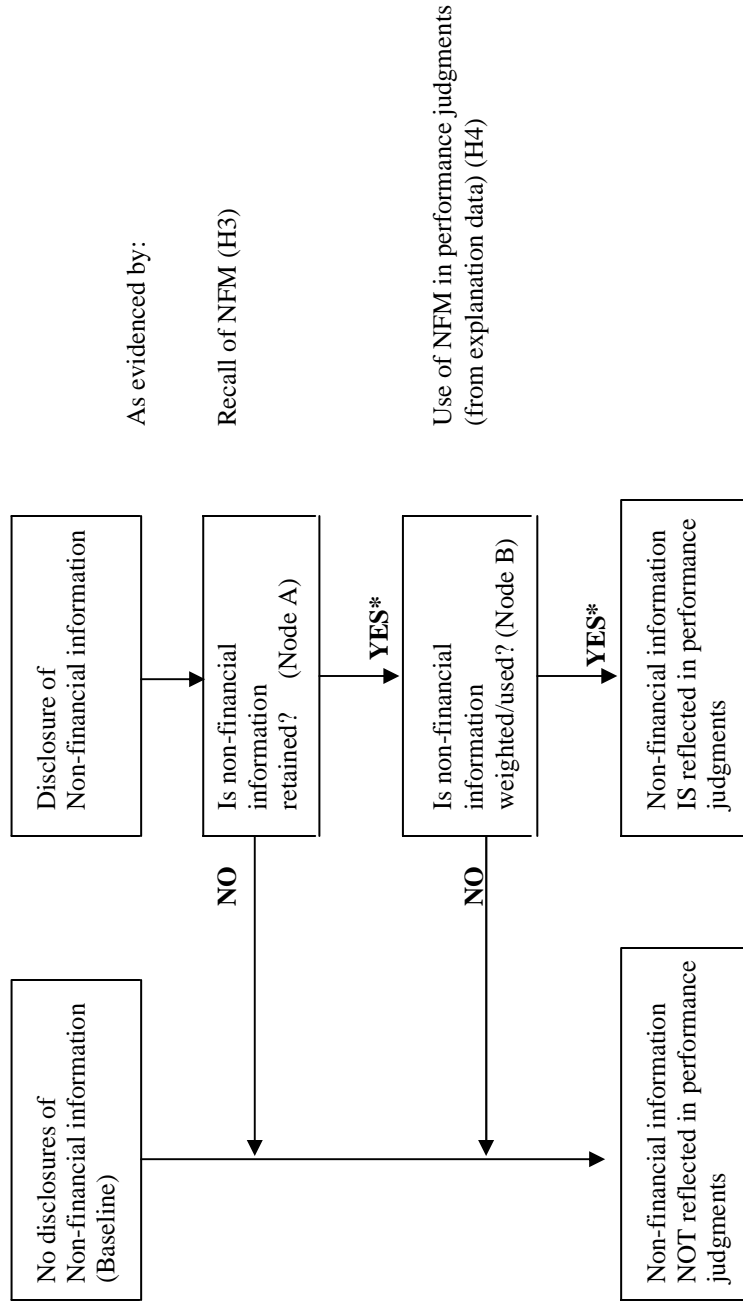 No disclosures of
Non-financial information
(Baseline)
Disclosure of
Non-financial information
As evidenced by:
NO
Is non-financial
information
retained? (Node A)
Recall of NFM (H3)
YES*
NO
Is non-financial
information
weighted/used? (Node B)
Use of NFM in performance judgments
(from explanation data) (H4)
YES*
Non-financial information
NOT reflected in performance
judgments
Non-financial information
IS reflected in performance
judgments